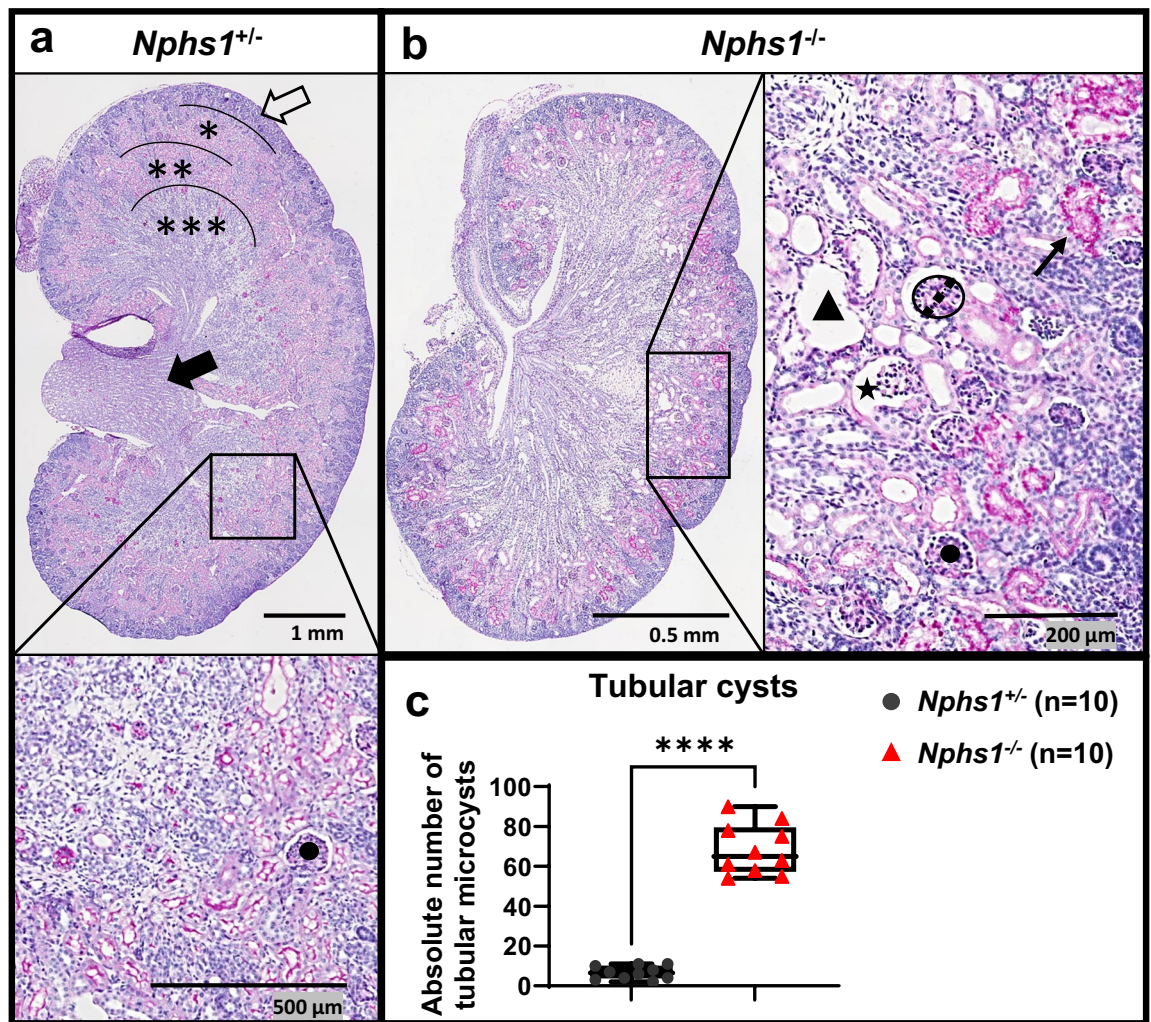 a
Nphs1+/-
*
**
***
1 mm
500 µm
b
Nphs1-/-
0.5 mm
200 µm
c
Tubular cysts
Nphs1+/- (n=10)
Nphs1-/- (n=10)
****
Absolute number of
tubular microcysts
100
80
60
40
20
0